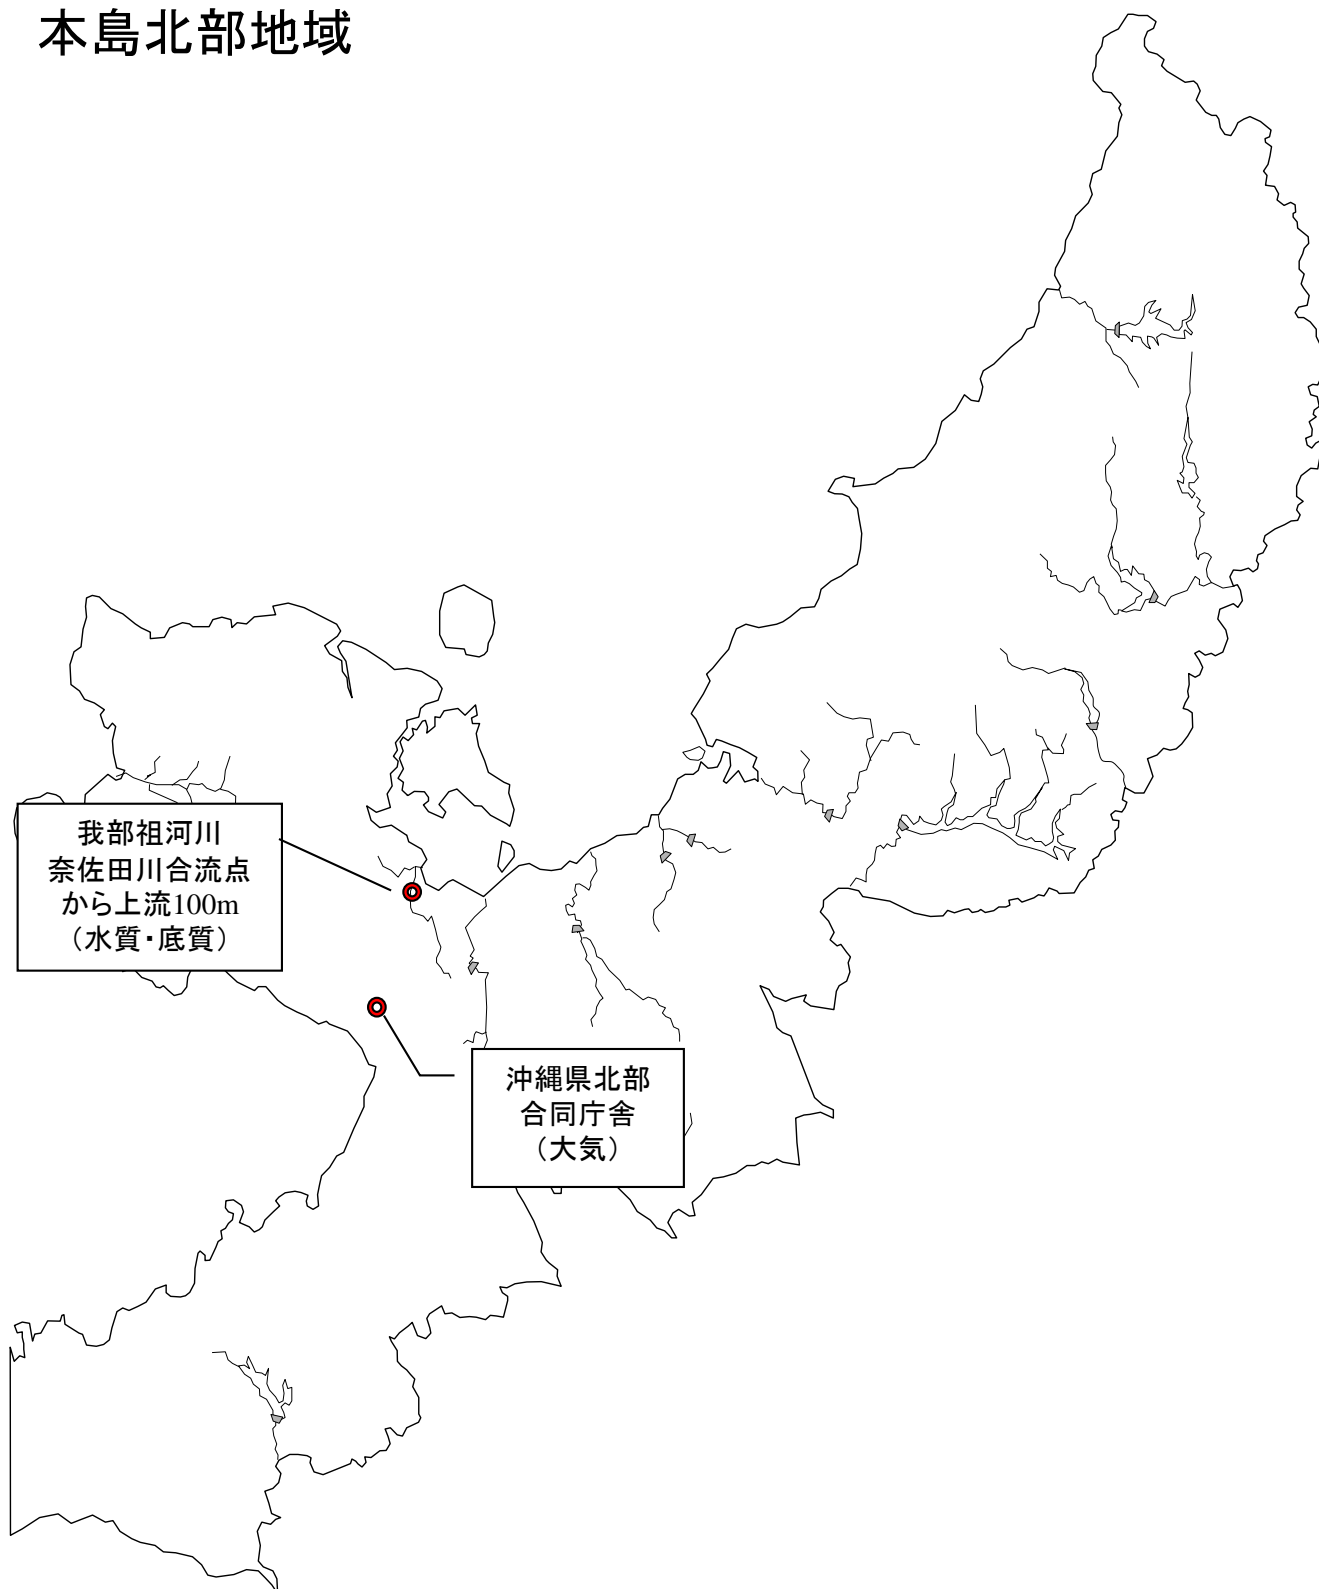 本島北部地域
我部祖河川
奈佐田川合流点
から上流100m
（水質・底質）
沖縄県北部
合同庁舎
（大気）